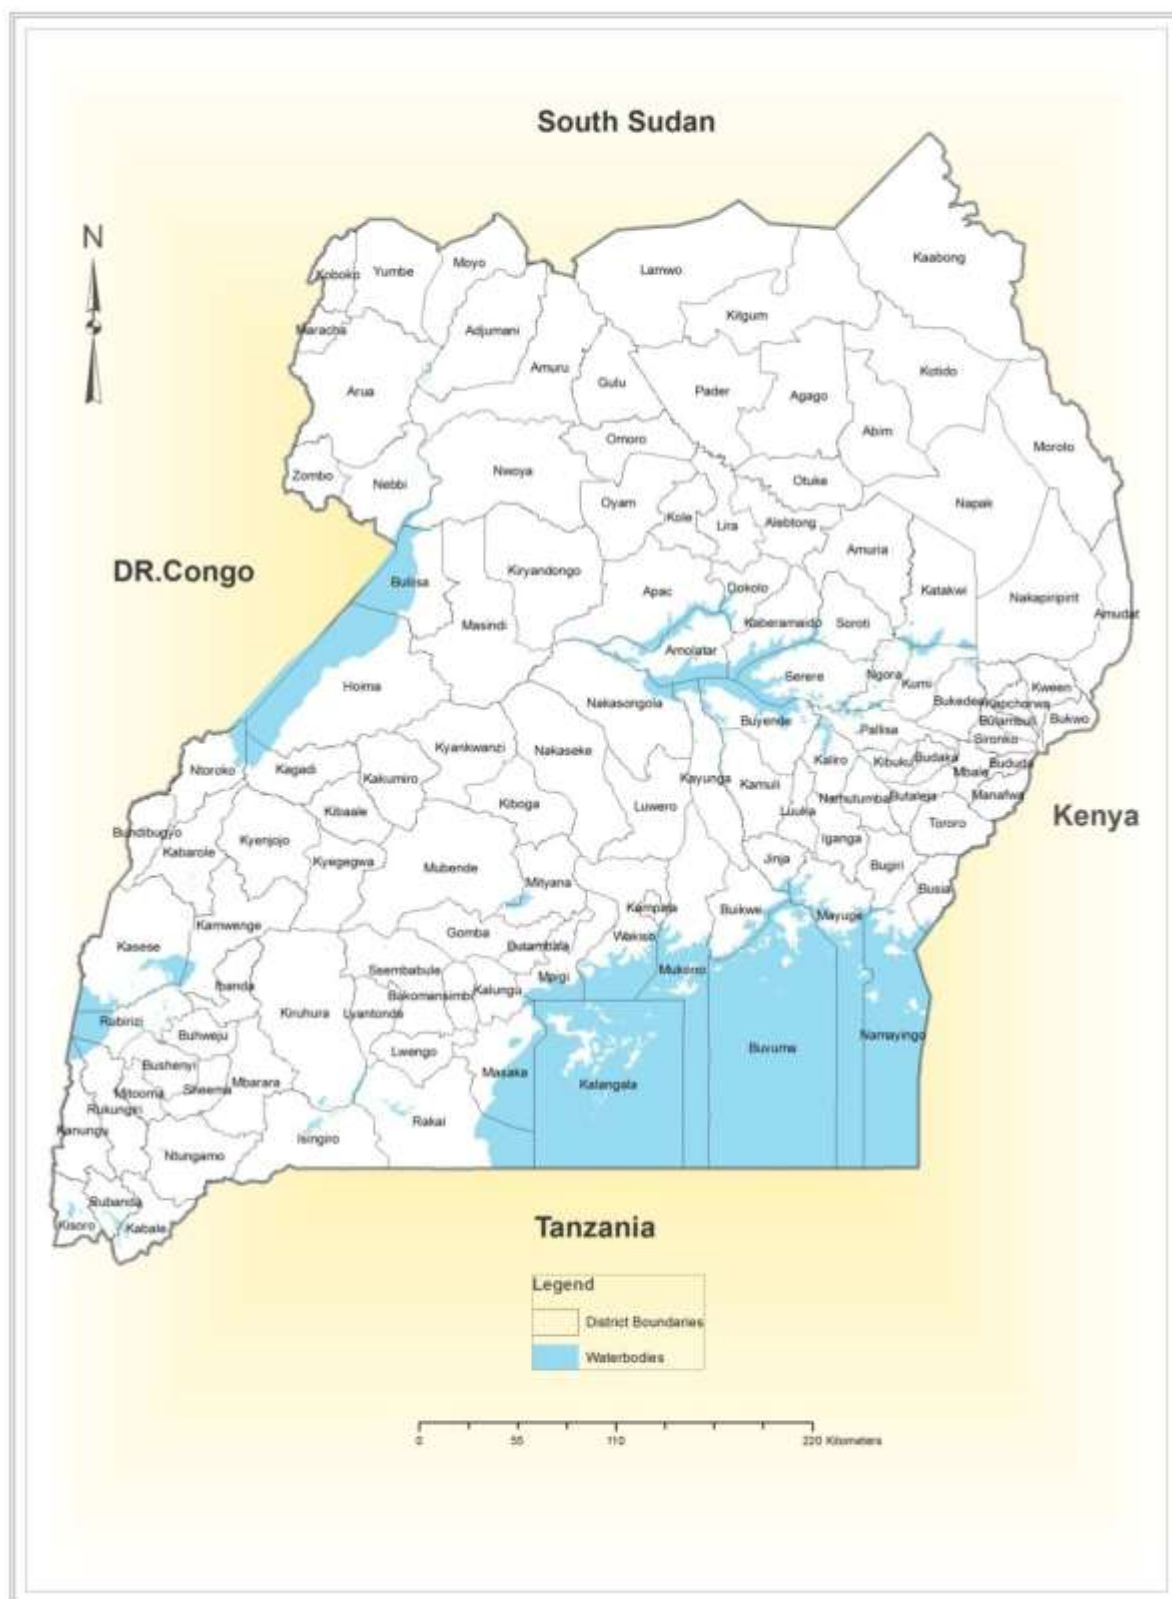 South Sudan
N
Kaabong
Lamwo
Koboko
Yumbe
Moyo
Kitgum
Maracha
Adjumani
Amuru
Gulu
Kotido
Arua
Pader
Agago
Abim
Moroto
Omoro
Zombo
Nebbi
Nwoya
Otuke
Oyam
Kole
Lira
Alebtong
Napak
DR.Congo
Buliisa
Kiryandongo
Amuria
Apac
Dokolo
Katakwi
Nakapiripirit
Amudat
Masindi
Kaberamaido
Soroti
Amolatar
Hoima
Serere
Ngora
Kumi
Kween
Nakasongola
Bukedea
Kapchorwa
Buyende
Bulambuli
Bukwo
Pallisa
Sironko
Kyankwanzi
Nakaseke
Ntoroko
Kagadi
Kakumiro
Kayunga
Kamuli
Kaliro
Kibuku
Budaka
Mbale
Bududa
Kibaale
Kiboga
Luwero
Luuka
Namutumba
Butaleja
Manafwa
Kenya
Bundibugyo
Kabarole
Kyenjojo
Kyegegwa
Tororo
Iganga
Mubende
Mityana
Jinja
Bugiri
Busia
Kampala
Buikwe
Mayuge
Kamwenge
Gomba
Butambala
Wakiso
Kasese
Ssembabule
Mpigi
Mukono
Ibanda
Kalungu
Bukomansimbi
Kiruhura
Lyantonde
Rubirizi
Buhweju
Lwengo
Buvuma
Namayingo
Bushenyi
Masaka
Kalangala
Mitooma
Sheema
Mbarara
Rukungiri
Rakai
Kanungu
Isingiro
Ntungamo
Rubanda
Kisoro
Kabale
Tanzania
Legend
District Boundaries
Waterbodies
0 55 110 220 Kilometers